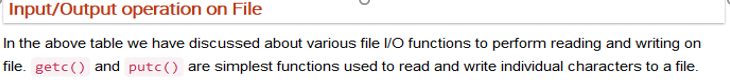 Input/Output operation on File
In the above table we have discussed about various file I/O functions to perform reading and writing on
file. getc() and putc() are simplest functions used to read and write individual characters to a file.